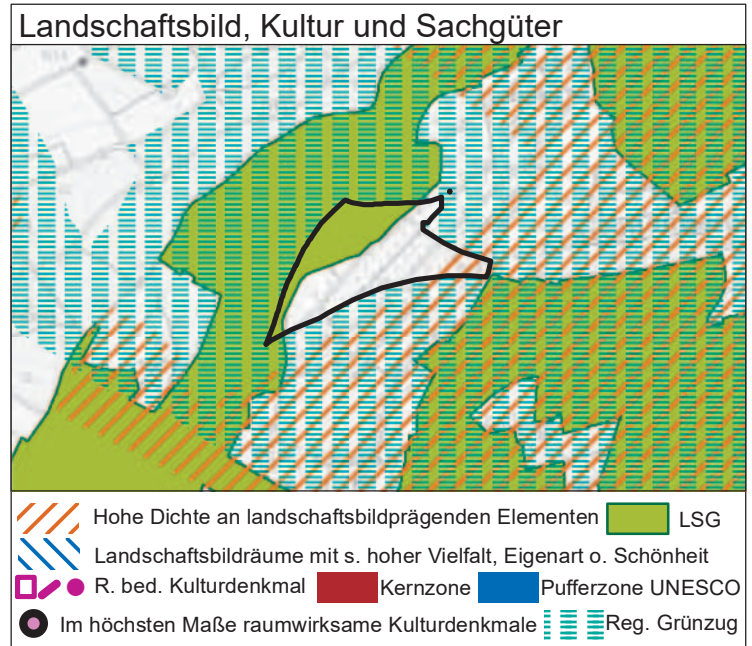 Landschaftsbild, Kultur und Sachgüter
Hohe Dichte an landschaftsbildprägenden Elementen LSG
Landschaftsbildräume mit s. hoher Vielfalt, Eigenart o. Schönheit
R. bed. Kulturdenkmal Kernzone Pufferzone UNESCO
Im höchsten Maße raumwirksame Kulturdenkmale Reg. Grünzug